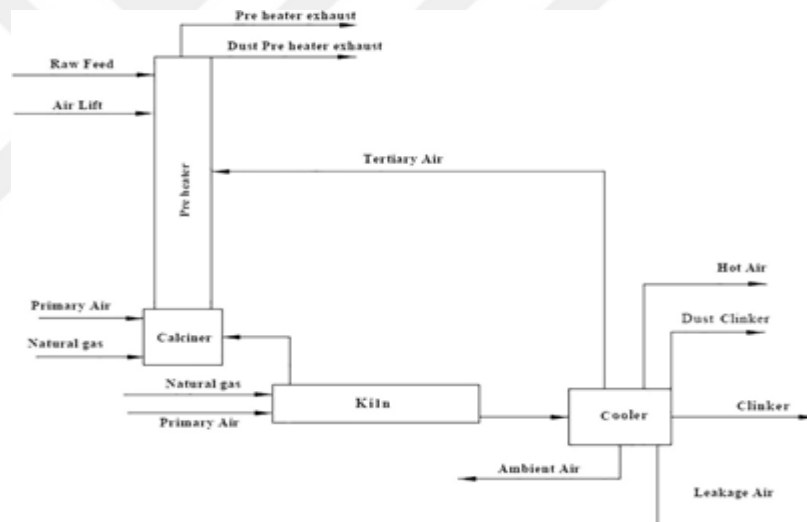 Pre heater exhaust
Dust Pre heater exhaust
Raw Feed
Air Lift
Tertiary Air
Pre heater
Hot Air
Primary Air
Dust Clinker
Calciner
Natural gas
Natural gas
Kiln
Primary Air
Cooler
Clinker
Ambient Air
Leakage Air